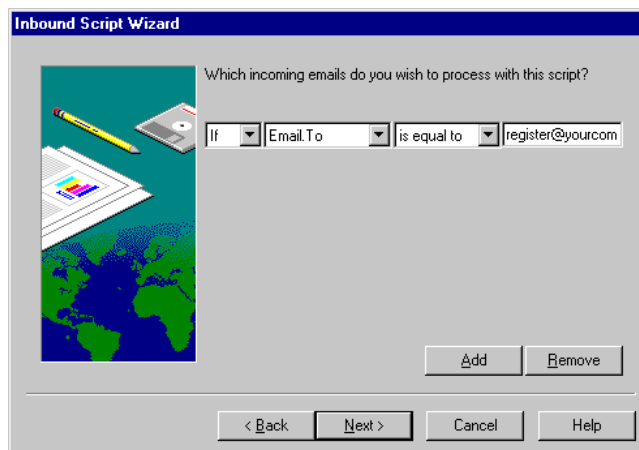 Inbound Script Wizard
Which incoming emails do you wish to process with this script?
If Email.To is equal to register@yourcom
Add Remove
< Back Next > Cancel Help